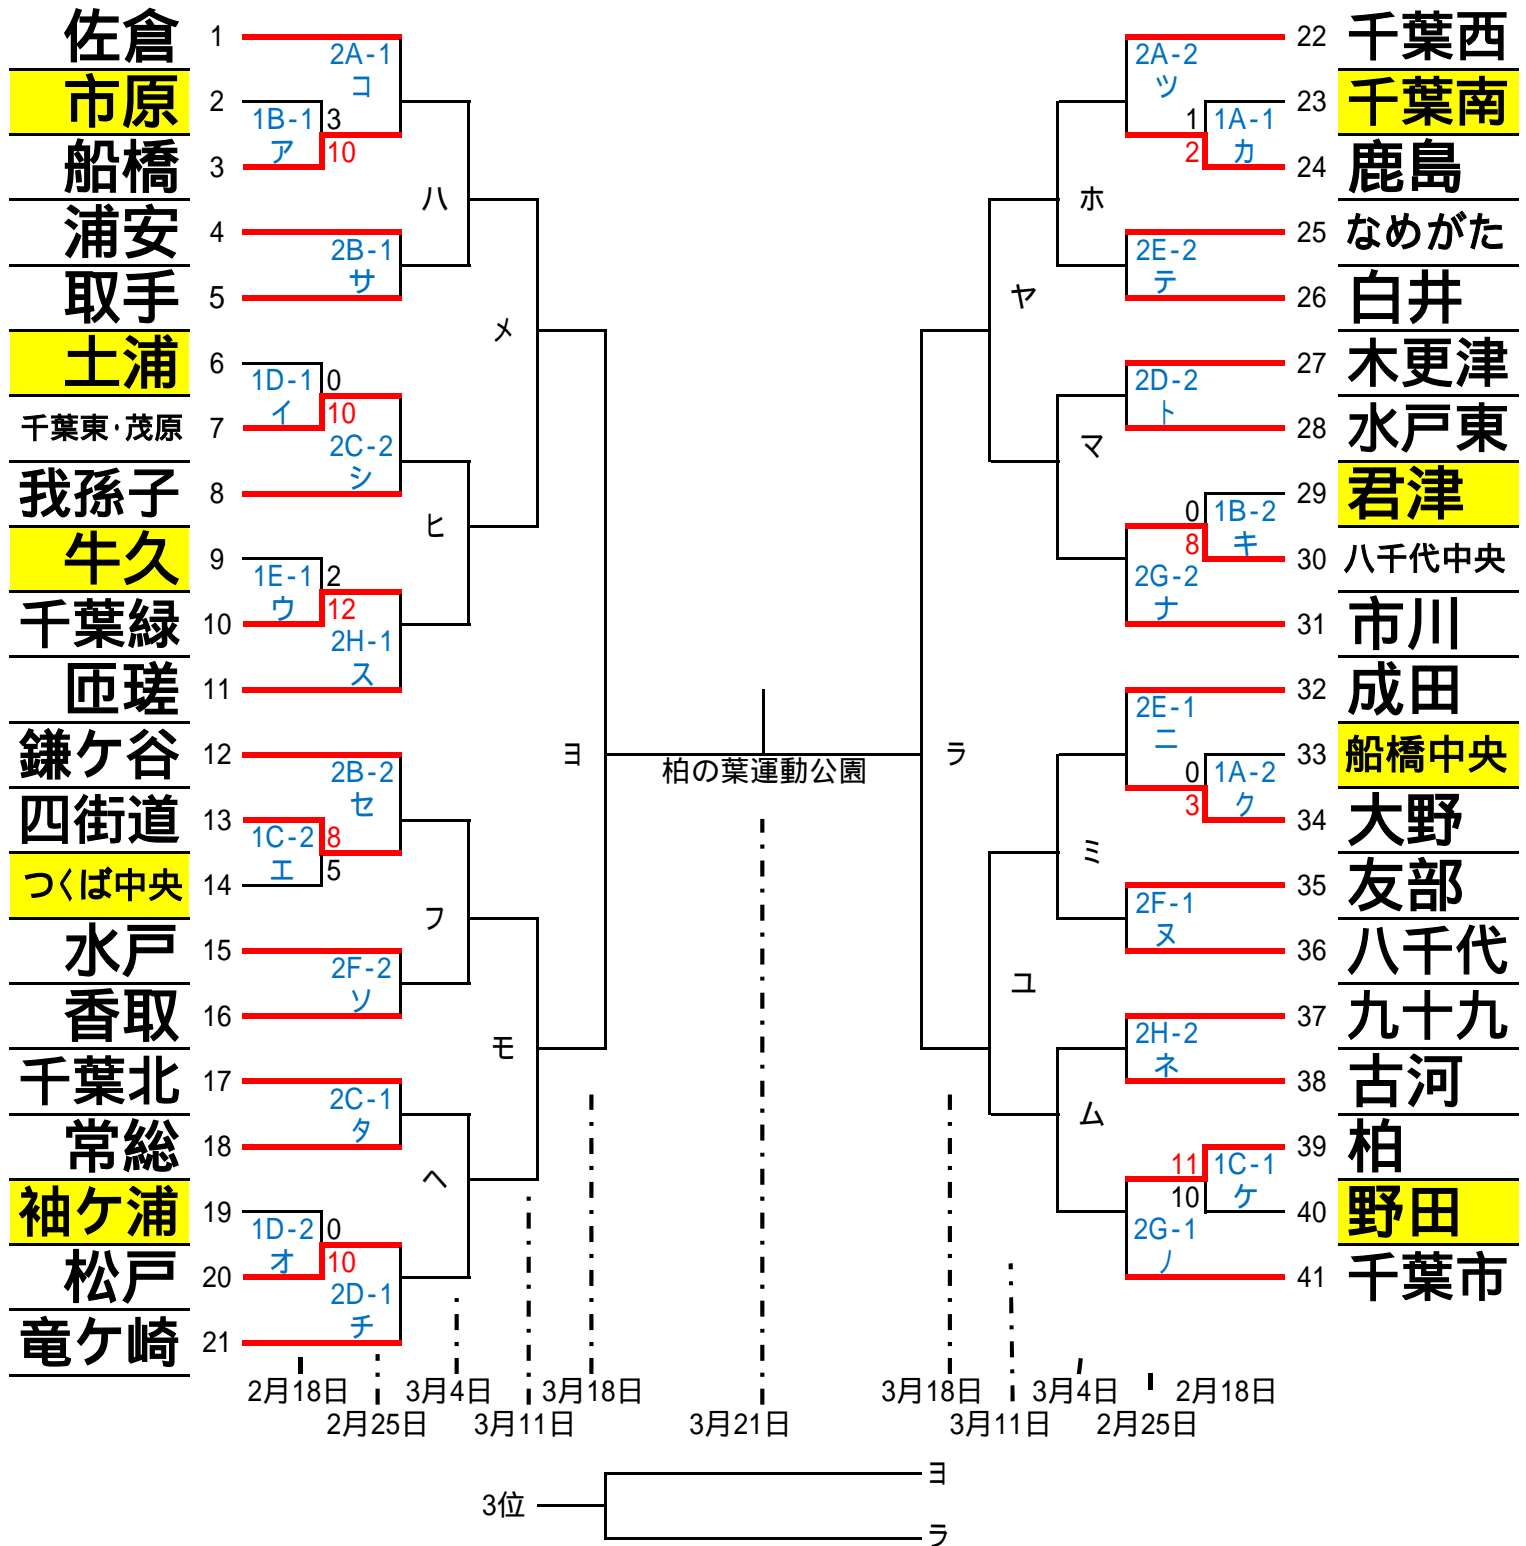 佐倉 1
市原 2
船橋 3
浦安 4
取手 5
土浦 6
千葉東・茂原 7
我孫子 8
牛久 9
千葉緑 10
匝瑳 11
鎌ケ谷 12
四街道 13
つくば中央 14
水戸 15
香取 16
千葉北 17
常総 18
袖ケ浦 19
松戸 20
竜ケ崎 21
2A-1
コ
1B-1 3
ア 10
2B-1
サ
1D-1 0
イ 10
2C-2
シ
1E-1 2
ウ 12
2H-1
ス
2B-2
セ
1C-2 8
エ 5
2F-2
ソ
2C-1
タ
1D-2 0
オ 10
2D-1
チ
ハ
ヒ
フ
ヘ
メ
モ
ヨ
柏の葉運動公園
ラ
ヤ
ユ
ホ
マ
ミ
ム
2A-2
ツ
1 1A-1
2 カ
2E-2
テ
2D-2
ト
0 1B-2
8 キ
2G-2
ナ
2E-1
ニ
0 1A-2
3 ク
2F-1
ヌ
2H-2
ネ
11 1C-1
10 ケ
2G-1
ノ
22 千葉西
23 千葉南
24 鹿島
25 なめがた
26 白井
27 木更津
28 水戸東
29 君津
30 八千代中央
31 市川
32 成田
33 船橋中央
34 大野
35 友部
36 八千代
37 九十九
38 古河
39 柏
40 野田
41 千葉市
2月18日 3月4日 3月18日 3月18日 3月4日 2月18日
2月25日 3月11日 3月21日 3月11日 2月25日
ヨ
3位
ラ